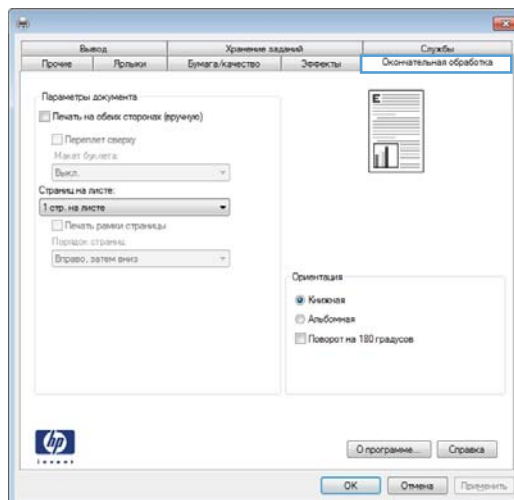 Вывод Хранение заданий Службы
Прочие Ярлыки Бумага/качество Эффекты Окончательная обработка
Параметры документа
Печать на обеих сторонах (вручную)
Переплет сверху
Макет буклета:
Выкл.
Страниц на листе:
1 стр. на листе
Печать рамки страницы
Порядок страниц:
Вправо, затем вниз
E
Ориентация
Книжная
Альбомная
Поворот на 180 градусов
hp
invent
О программе... Справка
OK Отмена Применить